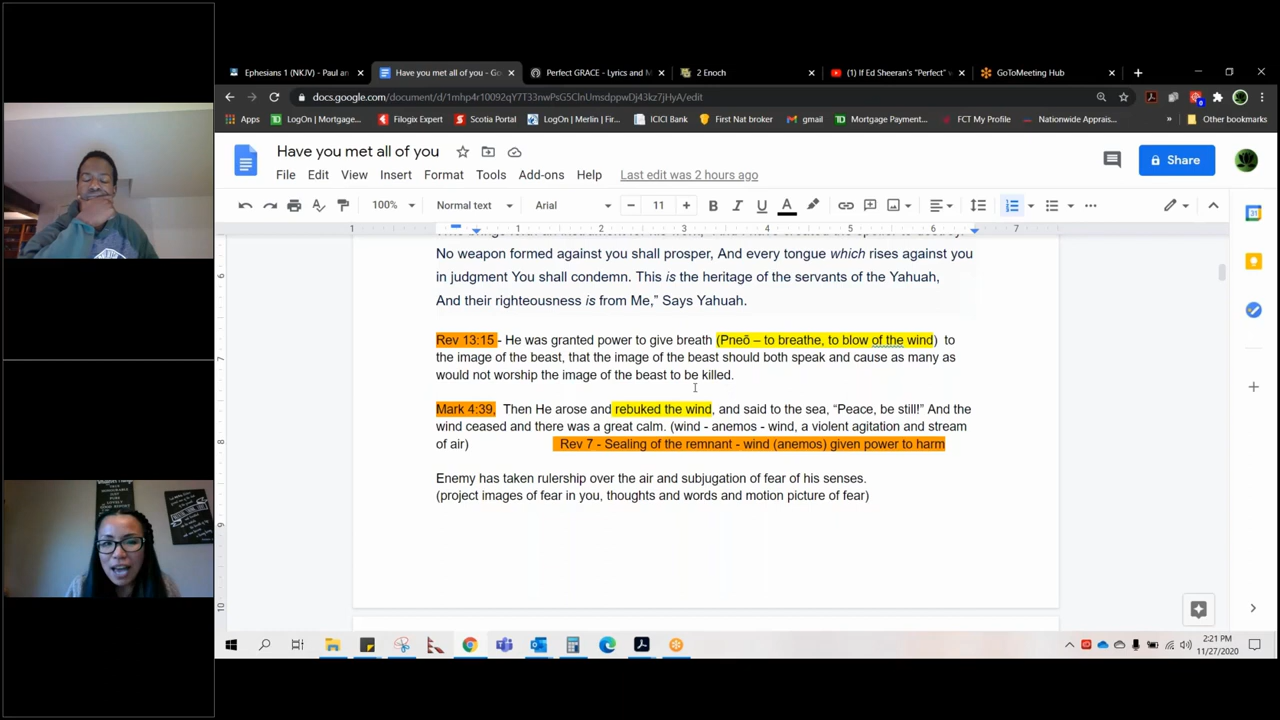 Ephesians 1 (NKJV) - Paul an
Have you met all of you - Go
Perfect GRACE - Lyrics and M
2 Enoch
(1) If Ed Sheeran's "Perfect" w
GoToMeeting Hub
docs.google.com/document/d/1mhp4r10092qY7T33nwPsG5ClnUmsdppwDj43kz7jHyA/edit
Apps
LogOn | Mortgage...
Filogix Expert
Scotia Portal
LogOn | Merlin | Fir...
ICICI Bank
First Nat broker
gmail
Mortgage Payment...
FCT My Profile
Nationwide Apprais...
»
Other bookmarks
Have you met all of you
Share
File Edit View Insert Format Tools Add-ons Help Last edit was 2 hours ago
100% Normal text Arial 11 B I U A
1 1 2 3 4 5 6 7
No weapon formed against you shall prosper, And every tongue which rises against you
in judgment You shall condemn. This is the heritage of the servants of the Yahuah,
And their righteousness is from Me,” Says Yahuah.
Rev 13:15 - He was granted power to give breath (Pneō – to breathe, to blow of the wind) to
the image of the beast, that the image of the beast should both speak and cause as many as
would not worship the image of the beast to be killed.
Mark 4:39, Then He arose and rebuked the wind, and said to the sea, “Peace, be still!” And the
wind ceased and there was a great calm. (wind - anemos - wind, a violent agitation and stream
of air) Rev 7 - Sealing of the remnant - wind (anemos) given power to harm
Enemy has taken rulership over the air and subjugation of fear of his senses.
(project images of fear in you, thoughts and words and motion picture of fear)
6
7
8
9
10
2:21 PM
11/27/2020